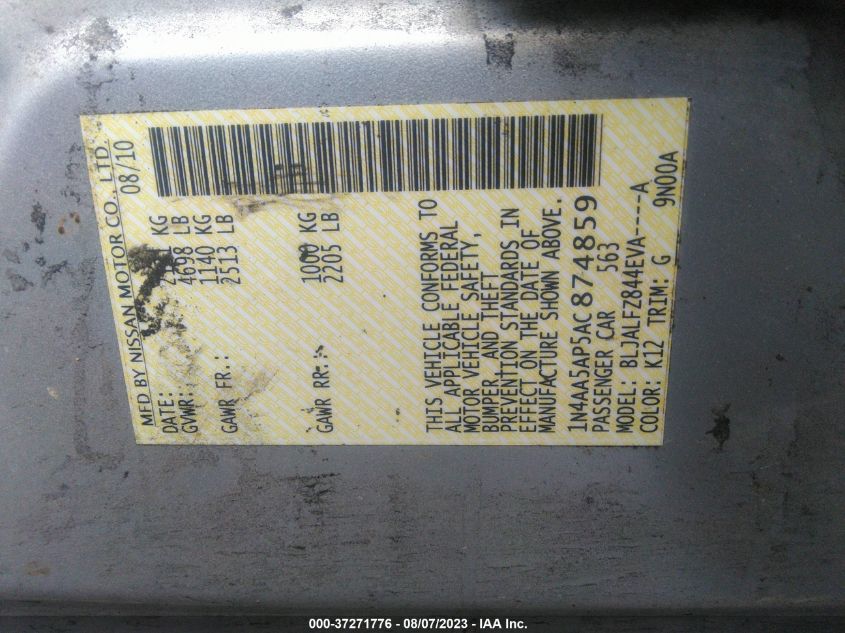 MFD BY NISSAN MOTOR CO., LTD.
DATE: 08/10
GVWR: KG
4698 LB
GAWR FR.: 1140 KG
2513 LB
GAWR RR.: 1000 KG
2205 LB
THIS VEHICLE CONFORMS TO
ALL APPLICABLE FEDERAL
MOTOR VEHICLE SAFETY,
BUMPER, AND THEFT
PREVENTION STANDARDS IN
EFFECT ON THE DATE OF
MANUFACTURE SHOWN ABOVE.
1N4AA5AP5AC874859
PASSENGER CAR 563
MODEL: BLJALFZ844EVA----A
COLOR: K12 TRIM: G 9N00A
000-37271776 - 08/07/2023 - IAA Inc.